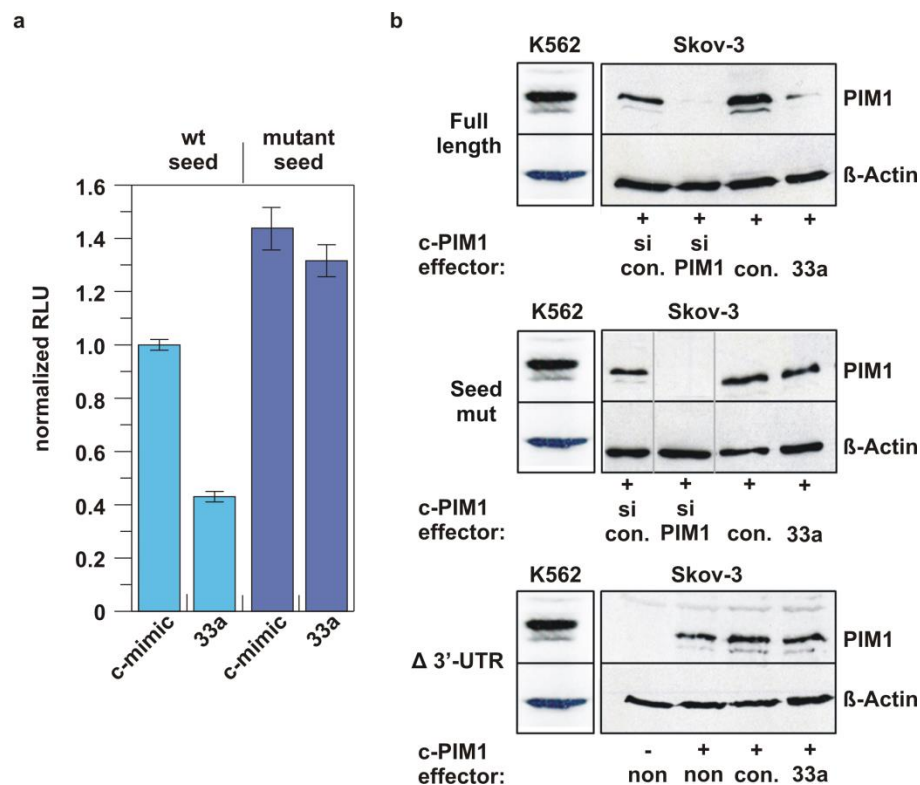 a
wt seed
mutant seed
normalized RLU
1.6
1.4
1.2
1.0
0.8
0.6
0.4
0.2
0
c-mimic
33a
c-mimic
33a
b
K562 Skov-3
Full length
PIM1
ß-Actin
+ + + +
c-PIM1
effector:
si con.
si PIM1
con.
33a
K562 Skov-3
Seed mut
PIM1
ß-Actin
+ + + +
c-PIM1
effector:
si con.
si PIM1
con.
33a
K562 Skov-3
Δ 3’-UTR
PIM1
ß-Actin
c-PIM1 - + + +
effector: non non con. 33a